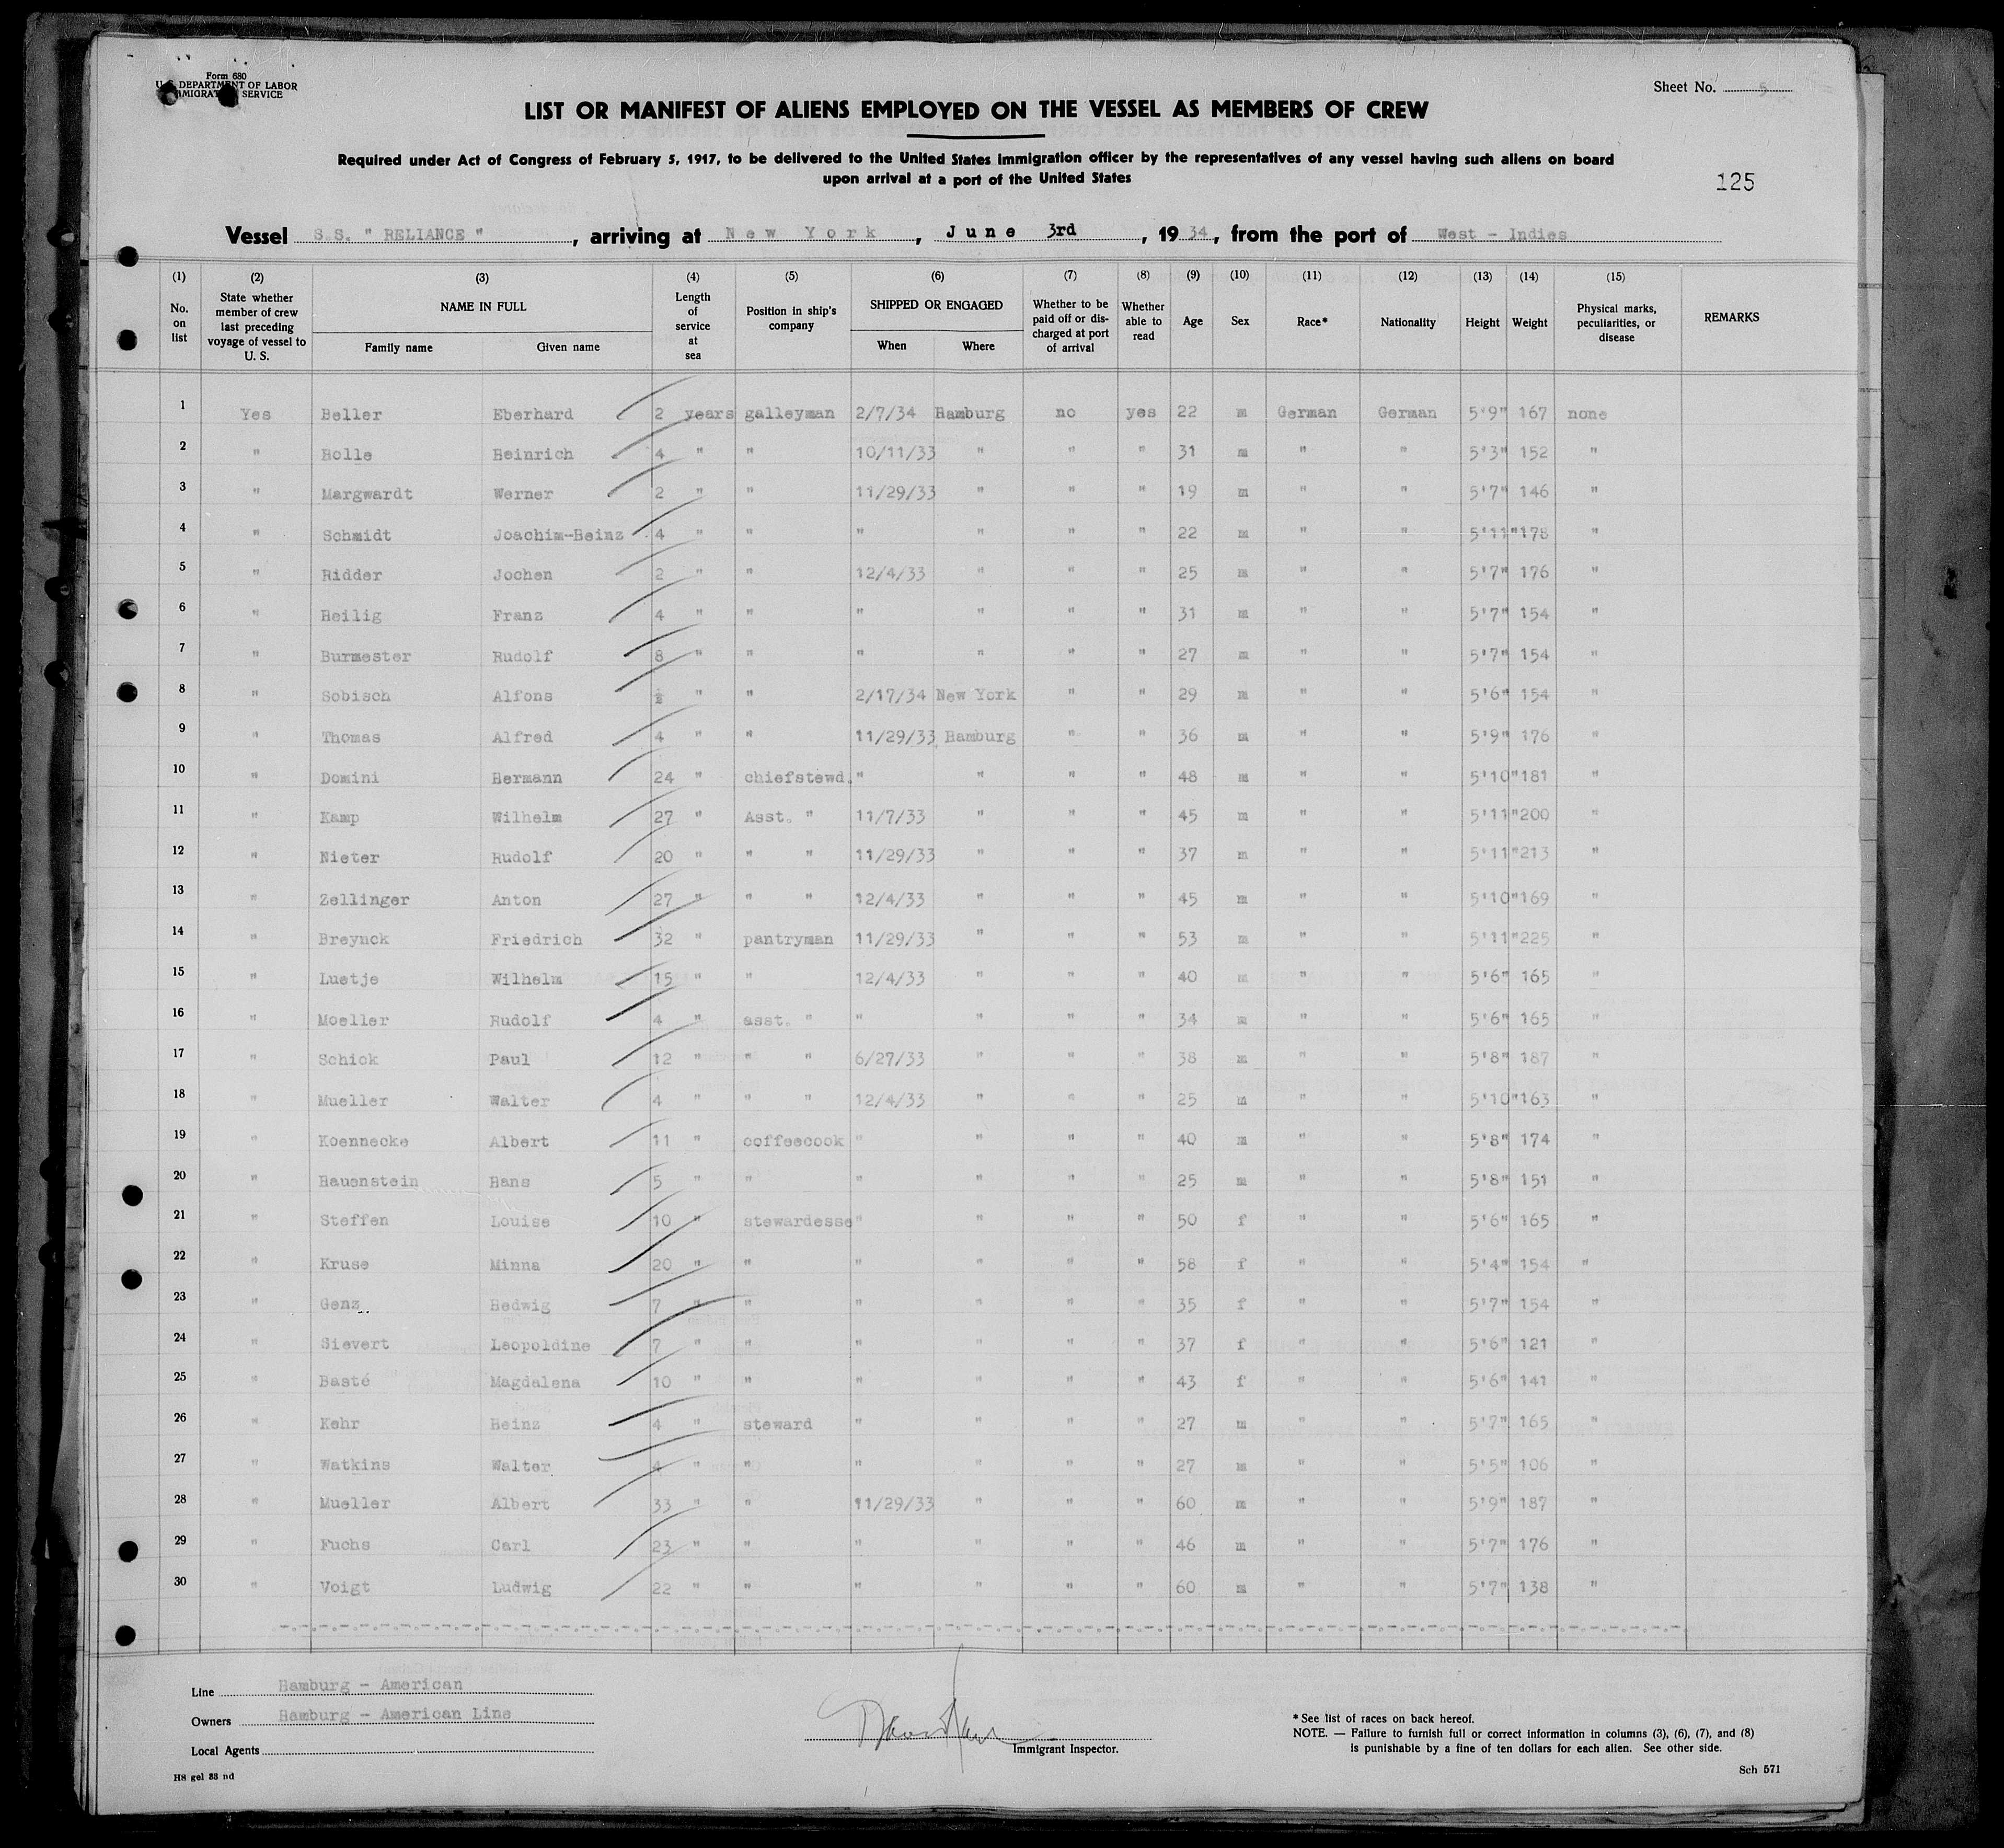 Form 680
U. S. DEPARTMENT OF LABOR
IMMIGRATION SERVICE
Sheet No. 5
LIST OR MANIFEST OF ALIENS EMPLOYED ON THE VESSEL AS MEMBERS OF CREW
Required under Act of Congress of February 5, 1917, to be delivered to the United States Immigration officer by the representatives of any vessel having such aliens on board
upon arrival at a port of the United States
125
Vessel S.S. " RELIANCE " , arriving at New York , June 3rd , 19 34 , from the port of West - Indies
(1) (2) (3) (4) (5) (6) (7) (8) (9) (10) (11) (12) (13) (14) (15)
No. on list State whether member of crew last preceding voyage of vessel to U. S. NAME IN FULL Family name Given name Length of service at sea Position in ship's company SHIPPED OR ENGAGED When Where Whether to be paid off or discharged at port of arrival Whether able to read Age Sex Race* Nationality Height Weight Physical marks, peculiarities, or disease REMARKS
1 Yes Beller Eberhard 2 years galleyman 2/7/34 Hamburg no yes 22 m German German 5'9" 167 none
2 " Holle Heinrich 4 " " 10/11/33 " " " 31 m " " 5'3" 152 "
3 " Margwardt Werner 2 " " 11/29/33 " " " 19 m " " 5'7" 146 "
4 " Schmidt Joachim-Heinz 4 " " " " " " 22 m " " 5'11" 178 "
5 " Ridder Jochen 2 " " 12/4/33 " " " 25 m " " 5'7" 176 "
6 " Heilig Franz 4 " " " " " " 31 m " " 5'7" 154 "
7 " Burmester Rudolf 8 " " " " " " 27 m " " 5'7" 154 "
8 " Sobisch Alfons " " 2/17/34 New York " " 29 m " " 5'6" 154 "
9 " Thomas Alfred 4 " " 11/29/33 Hamburg " " 36 m " " 5'9" 176 "
10 " Domini Hermann 24 " chiefstewd. " " " " 48 m " " 5'10" 181 "
11 " Kamp Wilhelm 27 " Asst. " 11/7/33 " " " 45 m " " 5'11" 200 "
12 " Nieter Rudolf 20 " " " 11/29/33 " " " 37 m " " 5'11" 213 "
13 " Zellinger Anton 27 " " " 12/4/33 " " " 45 m " " 5'10" 169 "
14 " Breynck Friedrich 32 " pantryman 11/29/33 " " " 53 m " " 5'11" 225 "
15 " Luetje Wilhelm 15 " " 12/4/33 " " " 40 m " " 5'6" 165 "
16 " Moeller Rudolf 4 " asst. " " " " " 34 m " " 5'6" 165 "
17 " Schick Paul 12 " " " 6/27/33 " " " 38 m " " 5'8" 187 "
18 " Mueller Walter 4 " " " 12/4/33 " " " 25 m " " 5'10" 163 "
19 " Koennecke Albert 11 " coffeecook " " " " 40 m " " 5'8" 174 "
20 " Hauenstein Hans 5 " " " " " " 25 m " " 5'8" 151 "
21 " Steffen Louise 10 " stewardesse " " " " 50 f " " 5'6" 165 "
22 " Kruse Minna 20 " " " " " " 58 f " " 5'4" 154 "
23 " Genz Hedwig 7 " " " " " " 35 f " " 5'7" 154 "
24 " Sievert Leopoldine 7 " " " " " " 37 f " " 5'6" 121 "
25 " Basté Magdalena 10 " " " " " " 43 f " " 5'6" 141 "
26 " Kehr Heinz 4 " steward " " " " 27 m " " 5'7" 165 "
27 " Watkins Walter 4 " " " " " " 27 m " " 5'5" 106 "
28 " Mueller Albert 33 " " 11/29/33 " " " 60 m " " 5'9" 187 "
29 " Fuchs Carl 23 " " " " " " 46 m " " 5'7" 176 "
30 " Voigt Ludwig 22 " " " " " " 60 m " " 5'7" 138 "
Line Hamburg - American
Owners Hamburg - American Line
Local Agents
Immigrant Inspector.
* See list of races on back hereof.
NOTE. — Failure to furnish full or correct information in columns (3), (6), (7), and (8)
is punishable by a fine of ten dollars for each alien. See other side.
H8 gel 33 nd
Sch 571